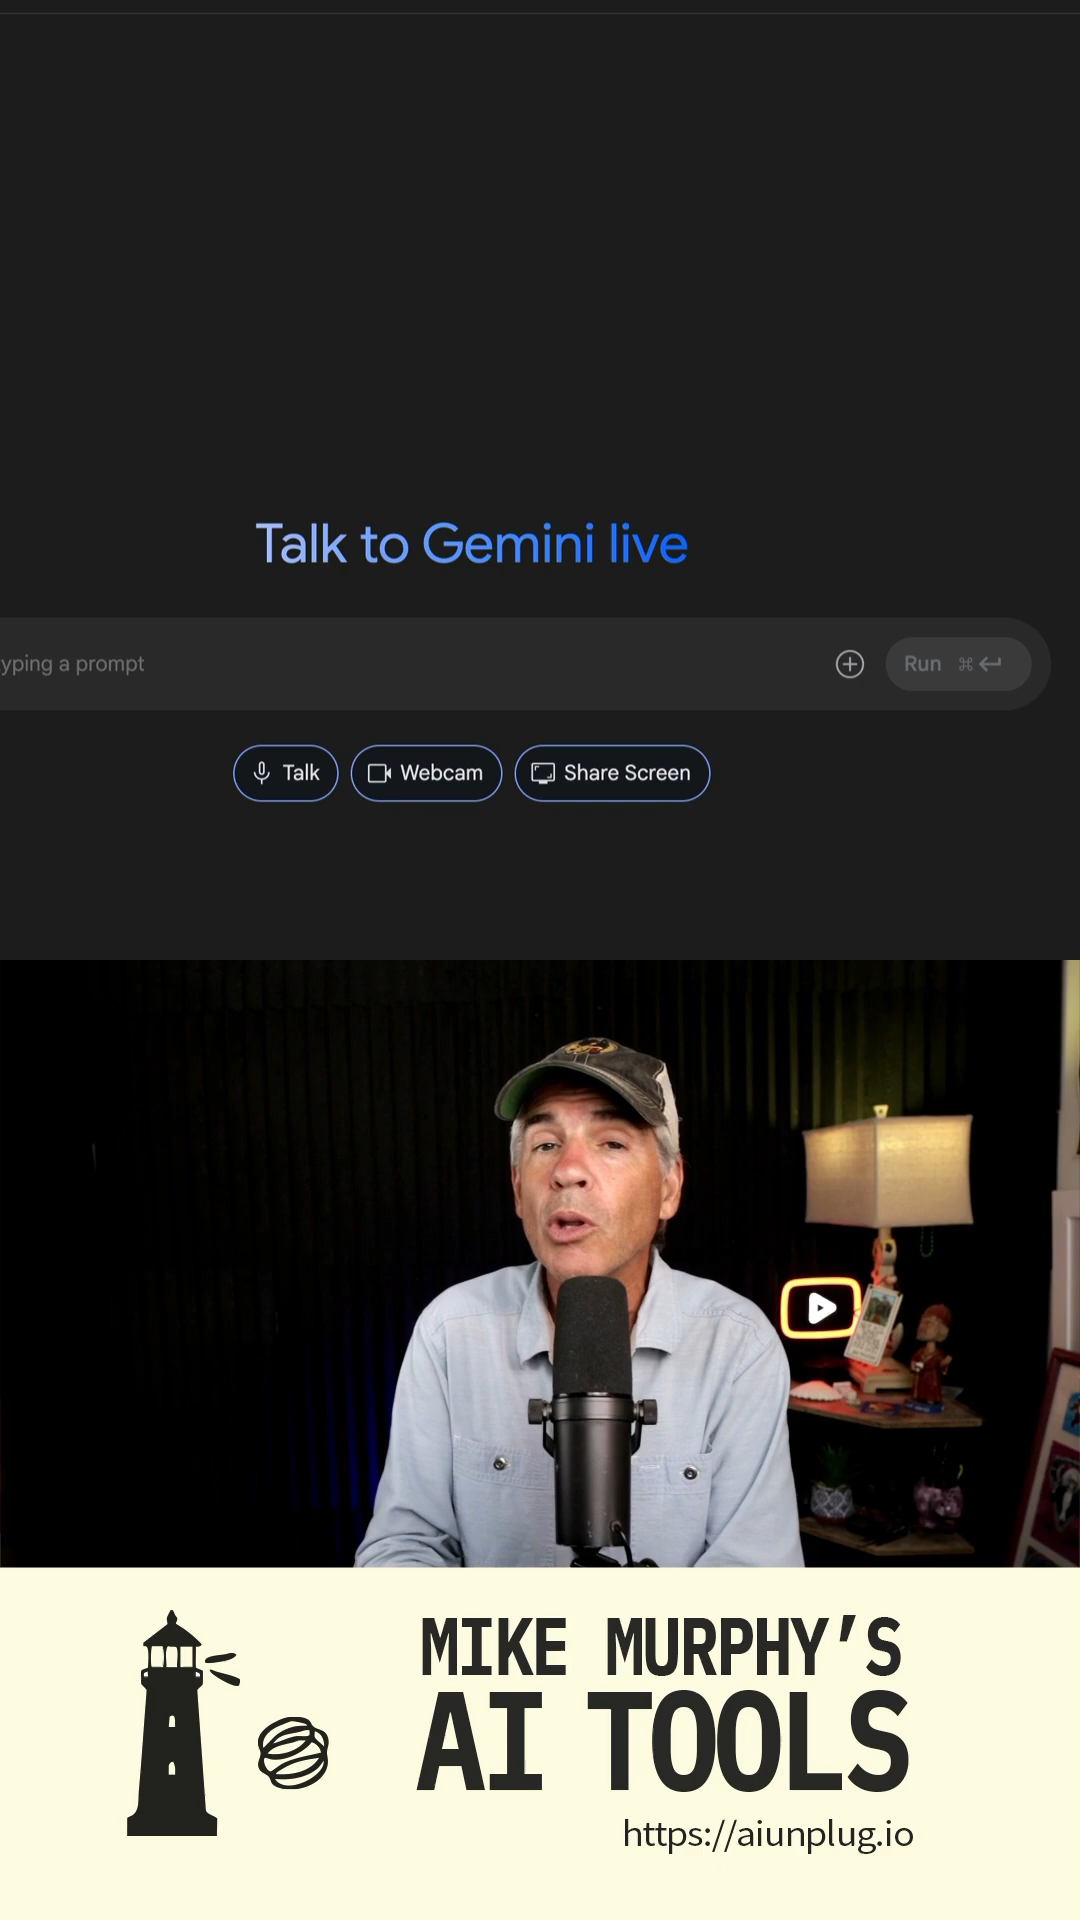 Talk to Gemini live
yping a prompt
Run ⌘↵
Talk
Webcam
Share Screen
MIKE MURPHY’S
AI TOOLS
https://aiunplug.io